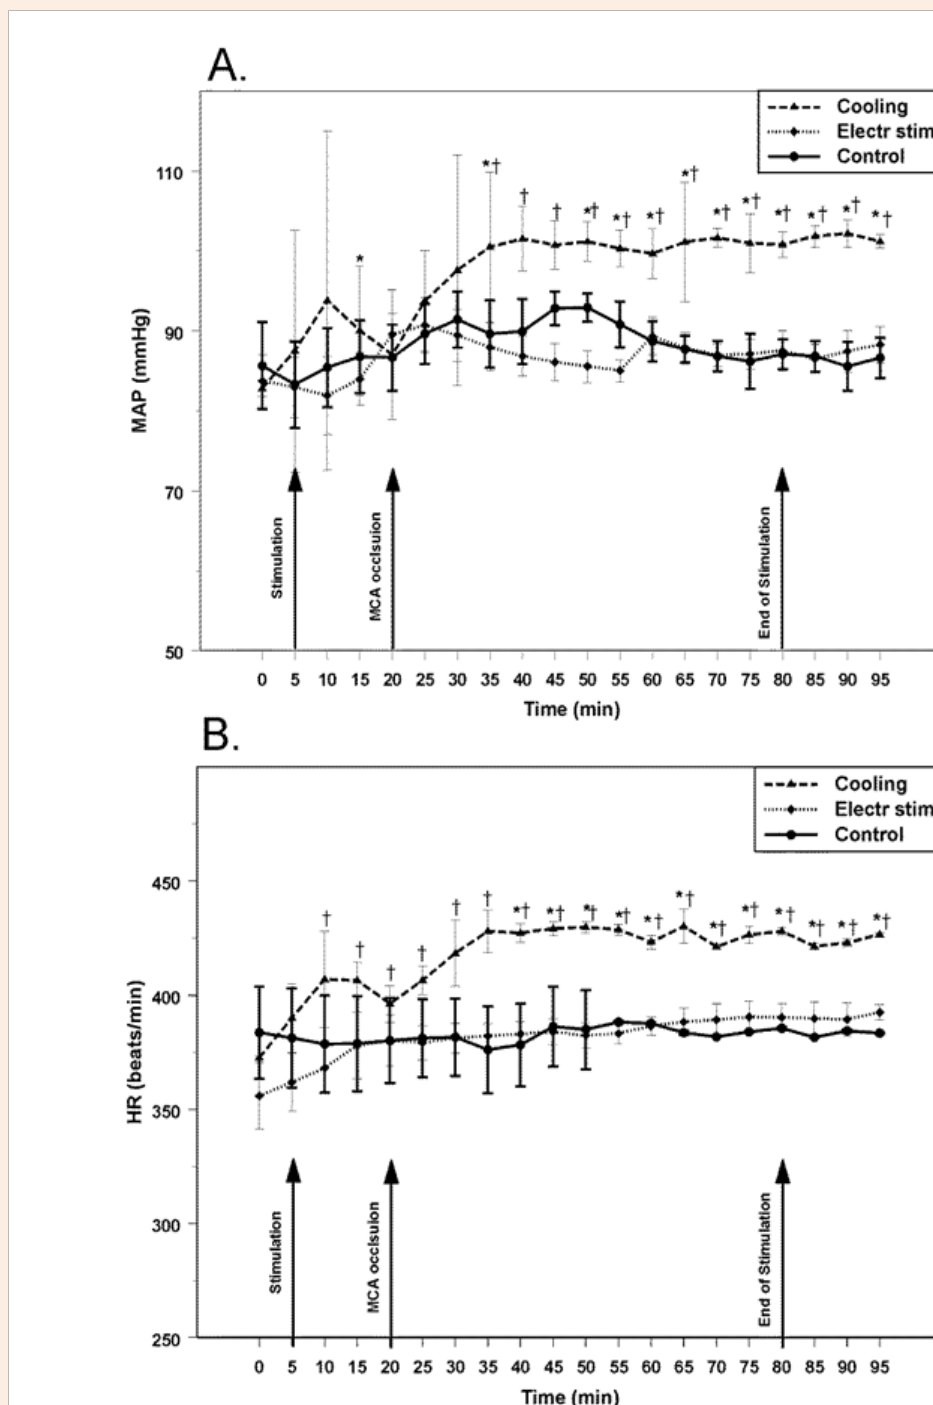 A.
Cooling
Electr stim
Control
*†
110
*
*†
†
†
*†
*†
*†
*†
*†
*†
*†
*†
*†
90
MAP (mmHg)
70
Stimulation
MCA occlsuion
End of Stimulation
50
0 5 10 15 20 25 30 35 40 45 50 55 60 65 70 75 80 85 90 95
Time (min)
B.
Cooling
Electr stim
Control
450
†
†
†
†
†
†
*†
*†
*†
*†
*†
*†
*†
*†
*†
*†
*†
*†
400
HR (beats/min)
350
300
Stimulation
MCA occlsuion
End of Stimulation
250
0 5 10 15 20 25 30 35 40 45 50 55 60 65 70 75 80 85 90 95
Time (min)